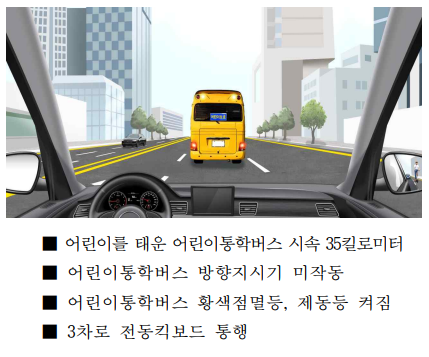 ■ 어린이를 태운 어린이통학버스 시속 35킬로미터
■ 어린이통학버스 방향지시기 미작동
■ 어린이통학버스 황색점멸등, 제동등 켜짐
■ 3차로 전동킥보드 통행